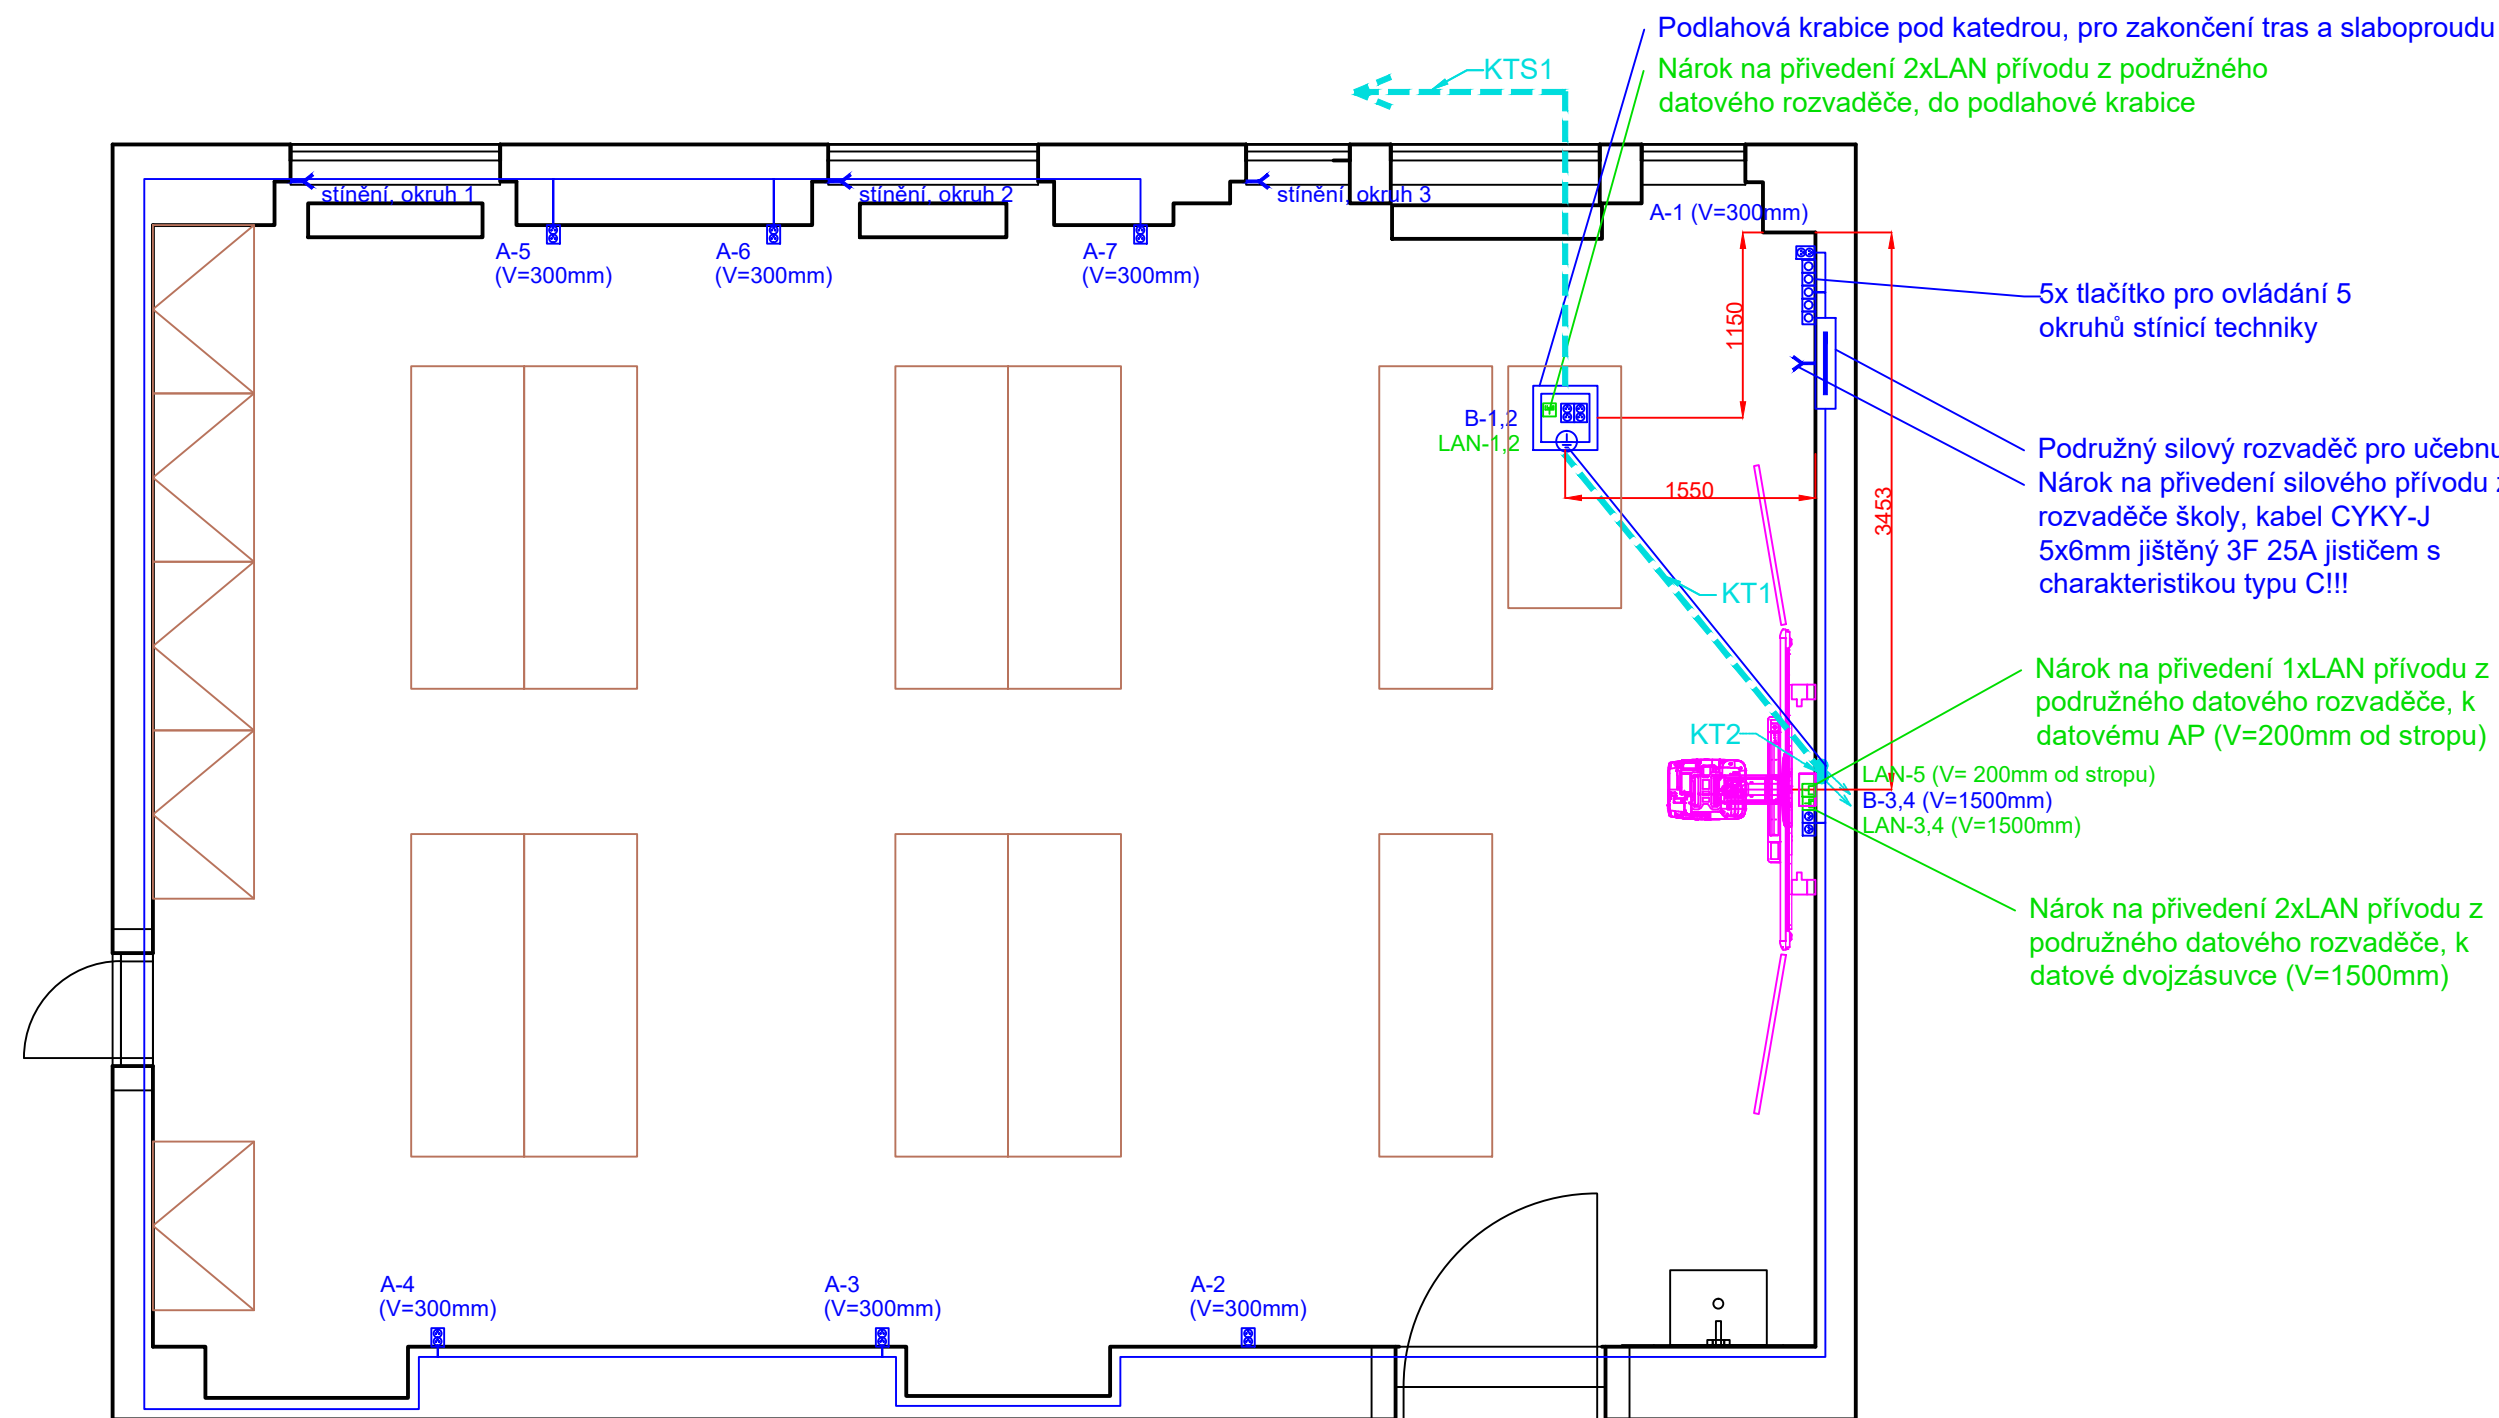 Podlahová krabice pod katedrou, pro zakončení tras a slaboproudu
KTS1
Nárok na přivedení 2xLAN přívodu z podružného
datového rozvaděče, do podlahové krabice
stínění, okruh 1
stínění, okruh 2
stínění, okruh 3
A-1 (V=300mm)
A-5
(V=300mm)
A-6
(V=300mm)
A-7
(V=300mm)
5x tlačítko pro ovládání 5
okruhů stínicí techniky
1150
B-1,2
LAN-1,2
1550
3453
Podružný silový rozvaděč pro učebnu
Nárok na přivedení silového přívodu z
rozvaděče školy, kabel CYKY-J
5x6mm jištěný 3F 25A jističem s
charakteristikou typu C!!!
KT1
Nárok na přivedení 1xLAN přívodu z
podružného datového rozvaděče, k
datovému AP (V=200mm od stropu)
KT2
LAN-5 (V= 200mm od stropu)
B-3,4 (V=1500mm)
LAN-3,4 (V=1500mm)
Nárok na přivedení 2xLAN přívodu z
podružného datového rozvaděče, k
datové dvojzásuvce (V=1500mm)
A-4
(V=300mm)
A-3
(V=300mm)
A-2
(V=300mm)